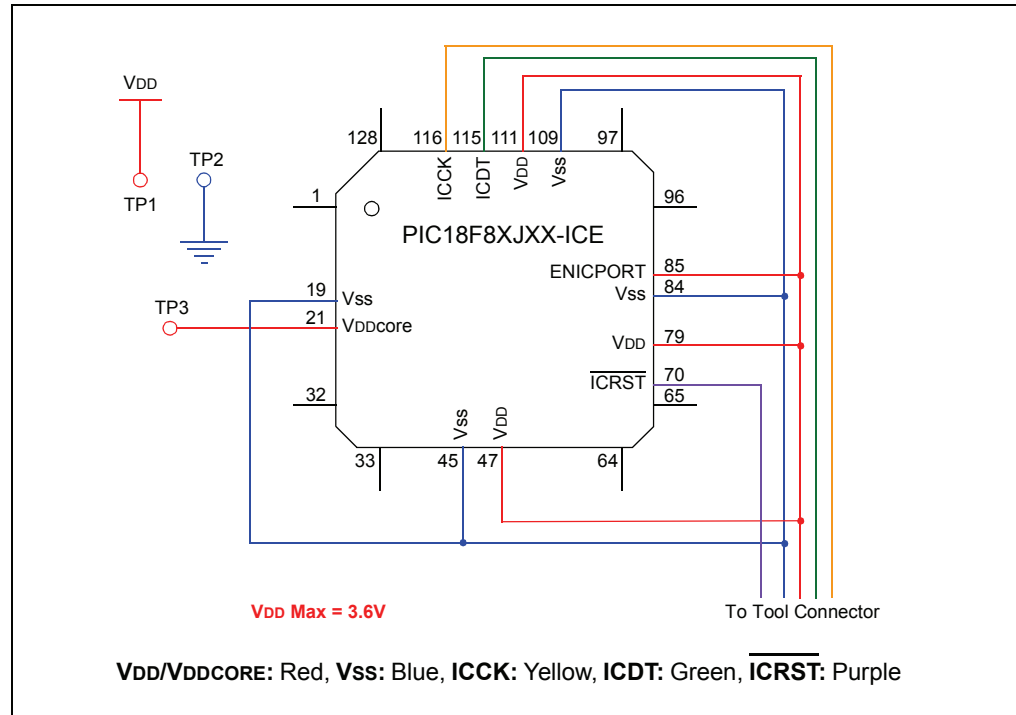 VDD
TP1
TP2
TP3
128
116
115
111
109
97
ICCK
ICDT
VDD
Vss
1
96
PIC18F8XJXX-ICE
ENICPORT
85
Vss
84
19
Vss
21
VDDcore
VDD
79
ICRST
70
65
32
Vss
VDD
33
45
47
64
VDD Max = 3.6V
To Tool Connector
VDD/VDDCORE: Red, Vss: Blue, ICCK: Yellow, ICDT: Green, ICRST: Purple